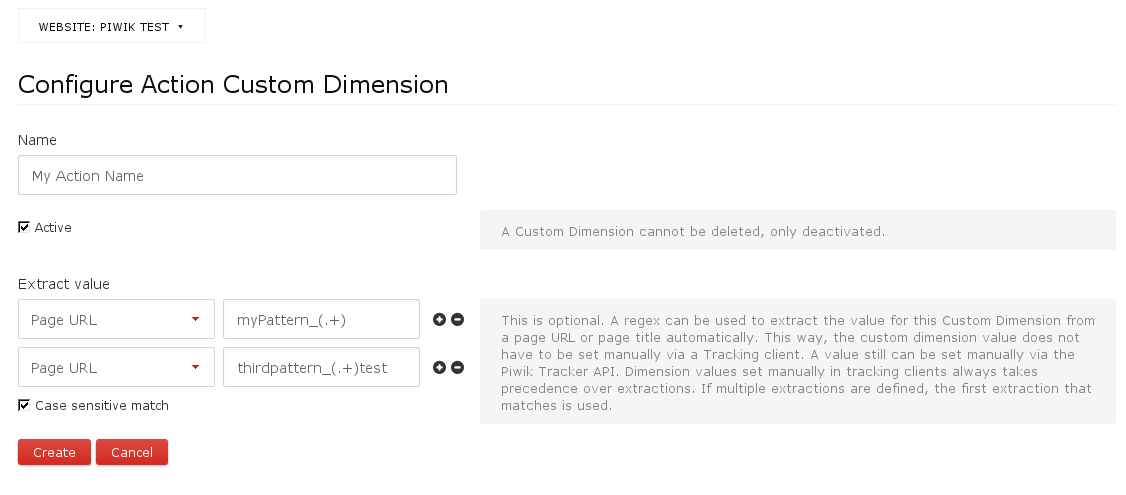 WEBSITE: PIWIK TEST
Configure Action Custom Dimension
Name
My Action Name
Active
A Custom Dimension cannot be deleted, only deactivated.
Extract value
Page URL
myPattern_(.+)
Page URL
thirdpattern_(.+)test
Case sensitive match
This is optional. A regex can be used to extract the value for this Custom Dimension from
a page URL or page title automatically. This way, the custom dimension value does not
have to be set manually via a Tracking client. A value still can be set manually via the
Piwik Tracker API. Dimension values set manually in tracking clients always takes
precedence over extractions. If multiple extractions are defined, the first extraction that
matches is used.
Create
Cancel